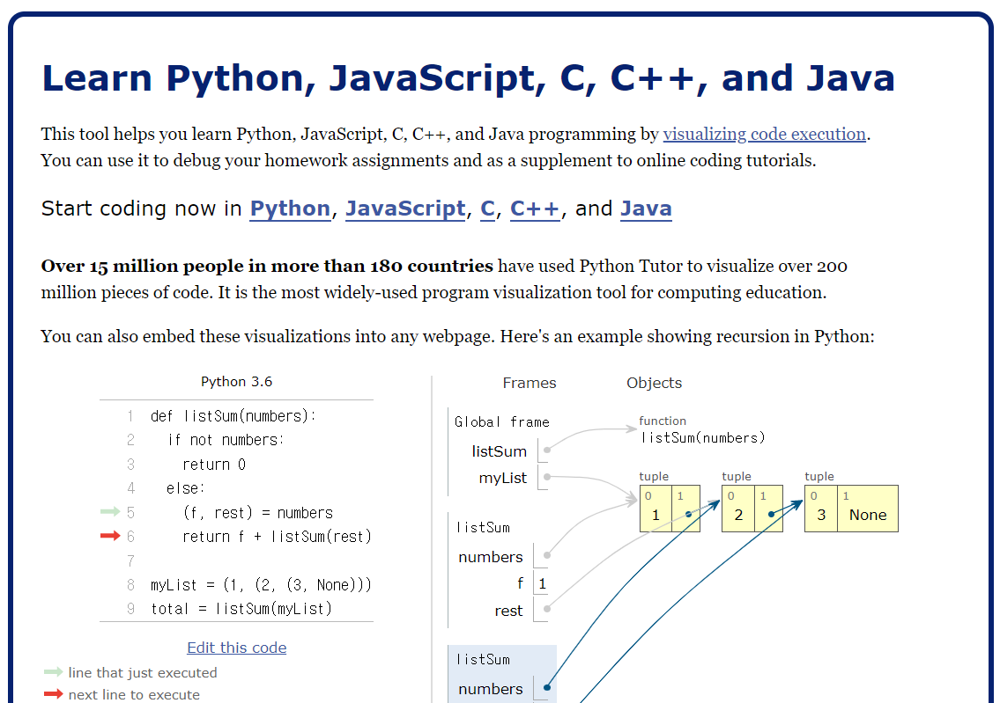 Learn Python, JavaScript, C, C++, and Java
This tool helps you learn Python, JavaScript, C, C++, and Java programming by visualizing code execution.
You can use it to debug your homework assignments and as a supplement to online coding tutorials.
Start coding now in Python, JavaScript, C, C++, and Java
Over 15 million people in more than 180 countries have used Python Tutor to visualize over 200
million pieces of code. It is the most widely-used program visualization tool for computing education.
You can also embed these visualizations into any webpage. Here's an example showing recursion in Python:
Python 3.6
1 def listSum(numbers):
2   if not numbers:
3     return 0
4   else:
5     (f, rest) = numbers
6     return f + listSum(rest)
7
8 myList = (1, (2, (3, None)))
9 total = listSum(myList)
Edit this code
line that just executed
next line to execute
Frames Objects
Global frame
listSum
myList
function
listSum(numbers)
tuple tuple tuple
0 1 0 1 0 1
1 2 3 None
listSum
numbers
f 1
rest
listSum
numbers